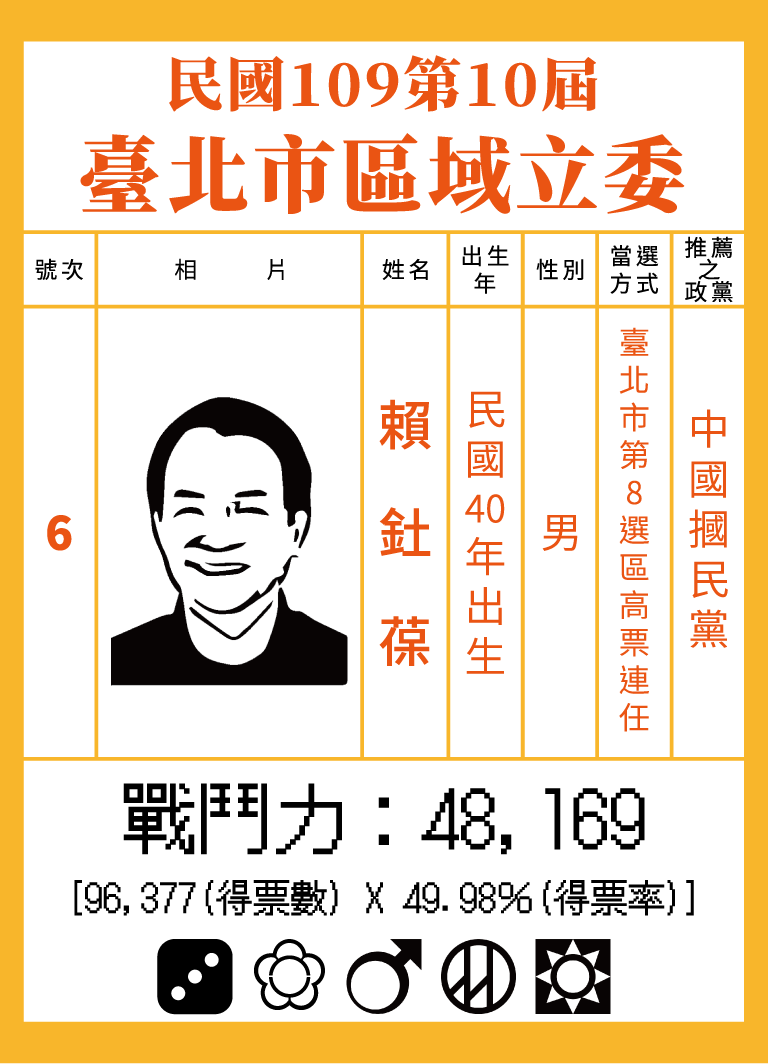 民國109第10屆
臺北市區域立委
號次
相 片
姓名
出生年
性別
當選方式
推薦之政黨
6
賴釷葆
民國40年出生
男
臺北市第8選區高票連任
中國摑民黨
戰鬥力：48,169
[96,377(得票數) X 49.98%(得票率)]